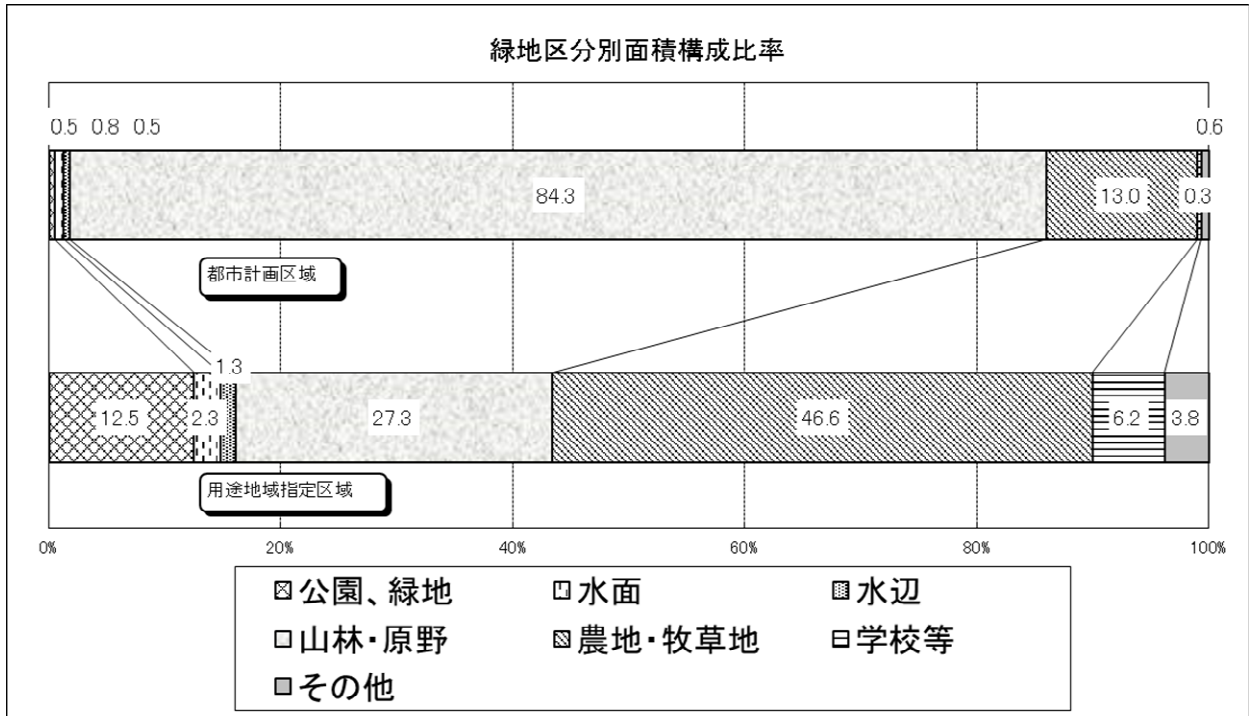 緑地区分別面積構成比率
0.5 0.8 0.5 0.6
84.3 13.0 0.3
都市計画区域
1.3
12.5 2.3 27.3 46.6 6.2 3.8
用途地域指定区域
0% 20% 40% 60% 80% 100%
公園、緑地 水面 水辺
山林・原野 農地・牧草地 学校等
その他